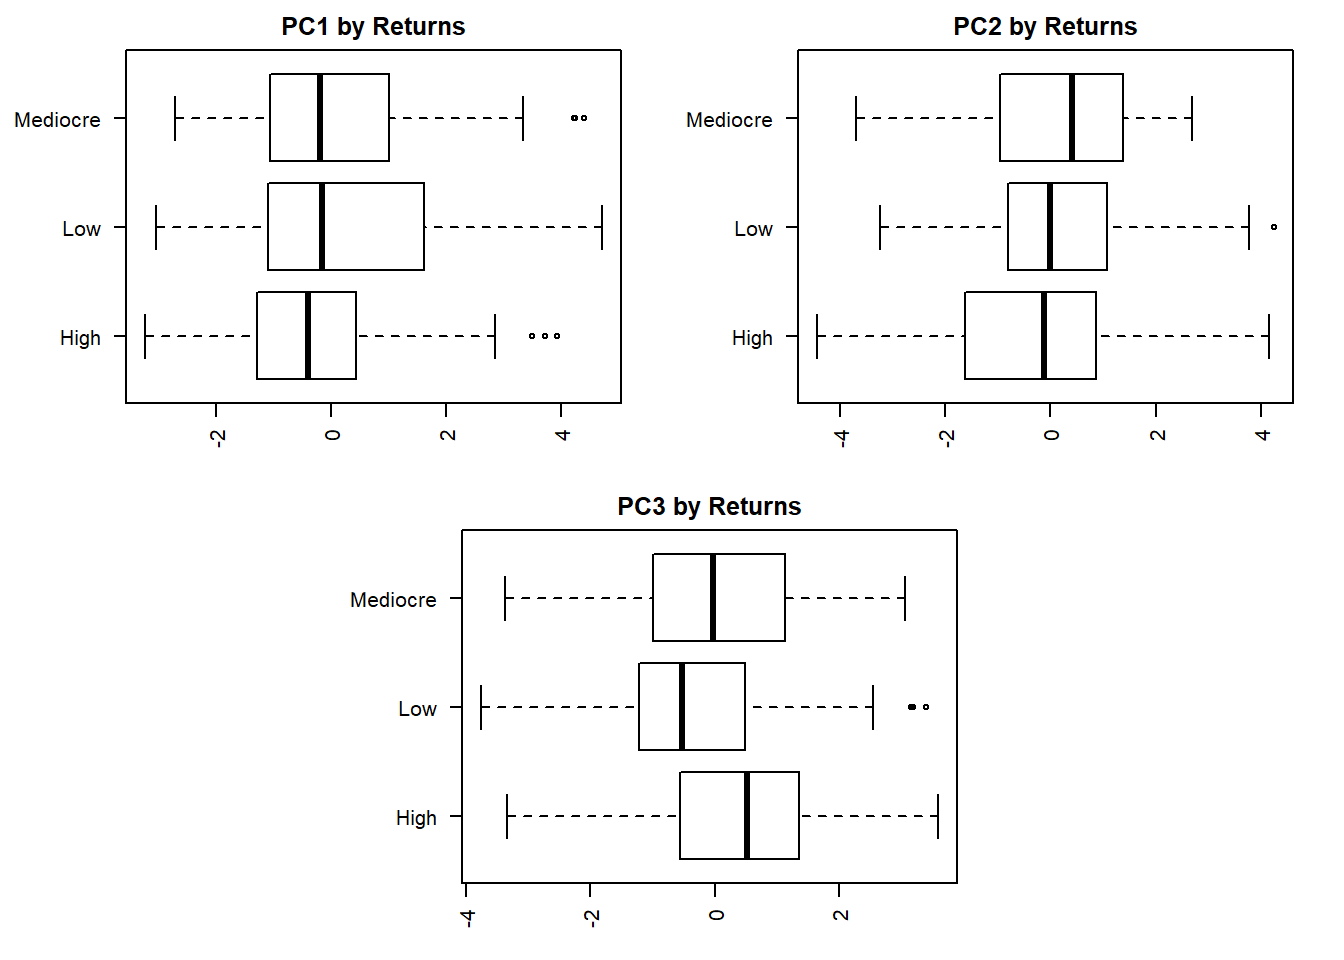 PC1 by Returns
Mediocre
Low
High
-2
0
2
4
PC2 by Returns
Mediocre
Low
High
-4
-2
0
2
4
PC3 by Returns
Mediocre
Low
High
-4
-2
0
2